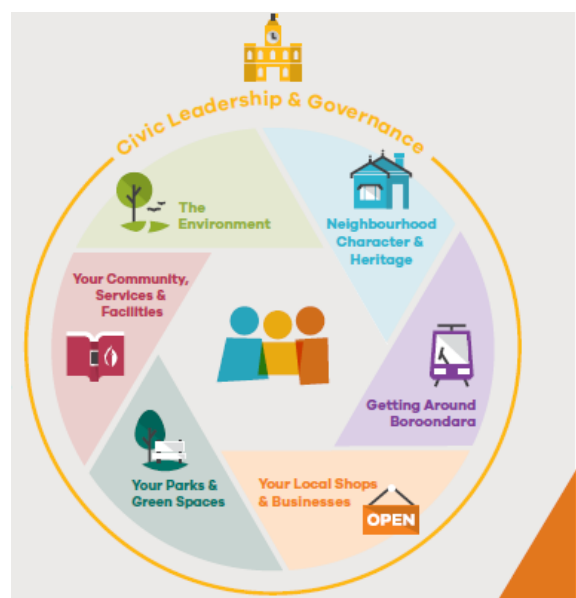 Civic Leadership & Governance
The
Environment
Neighbourhood
Character &
Heritage
Your Community,
Services &
Facilities
Getting Around
Boroondara
Your Parks &
Green Spaces
Your Local Shops
& Businesses
OPEN